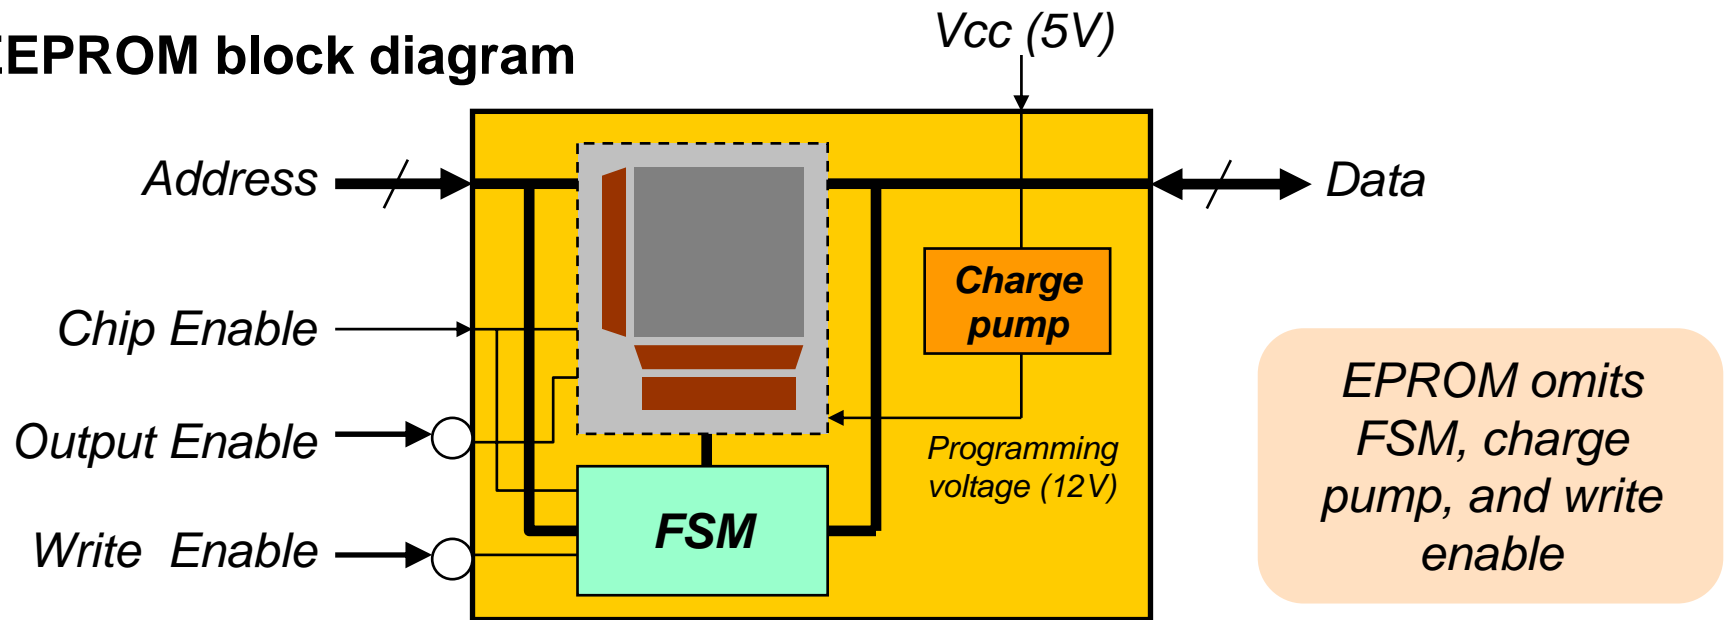 EEPROM block diagram
Vcc (5V)
Address
Data
Charge
pump
Chip Enable
Output Enable
Programming
voltage (12V)
FSM
Write Enable
EPROM omits
FSM, charge
pump, and write
enable